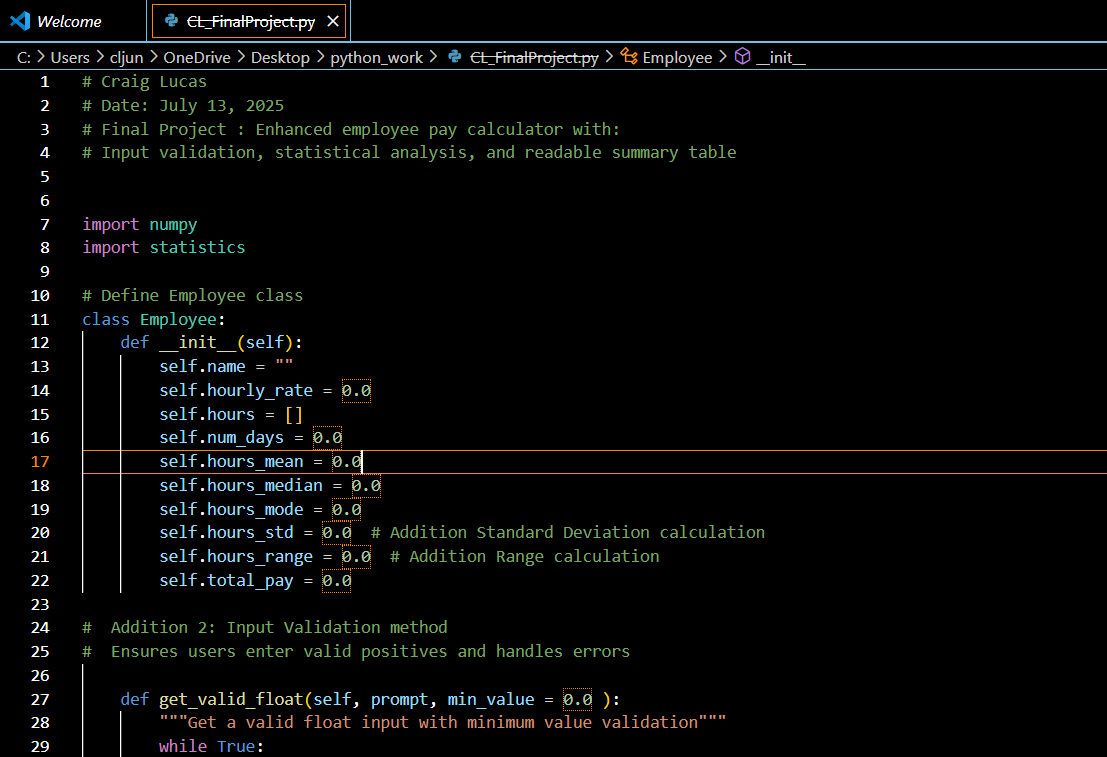 Welcome
CL_FinalProject.py
C: > Users > cljun > OneDrive > Desktop > python_work > CL_FinalProject.py > Employee > __init__
1 # Craig Lucas
2 # Date: July 13, 2025
3 # Final Project : Enhanced employee pay calculator with:
4 # Input validation, statistical analysis, and readable summary table
5
6
7 import numpy
8 import statistics
9
10 # Define Employee class
11 class Employee:
12     def __init__(self):
13         self.name = ""
14         self.hourly_rate = 0.0
15         self.hours = []
16         self.num_days = 0.0
17         self.hours_mean = 0.0
18         self.hours_median = 0.0
19         self.hours_mode = 0.0
20         self.hours_std = 0.0  # Addition Standard Deviation calculation
21         self.hours_range = 0.0  # Addition Range calculation
22         self.total_pay = 0.0
23
24 #  Addition 2: Input Validation method
25 #  Ensures users enter valid positives and handles errors
26
27     def get_valid_float(self, prompt, min_value = 0.0 ):
28         """Get a valid float input with minimum value validation"""
29         while True: